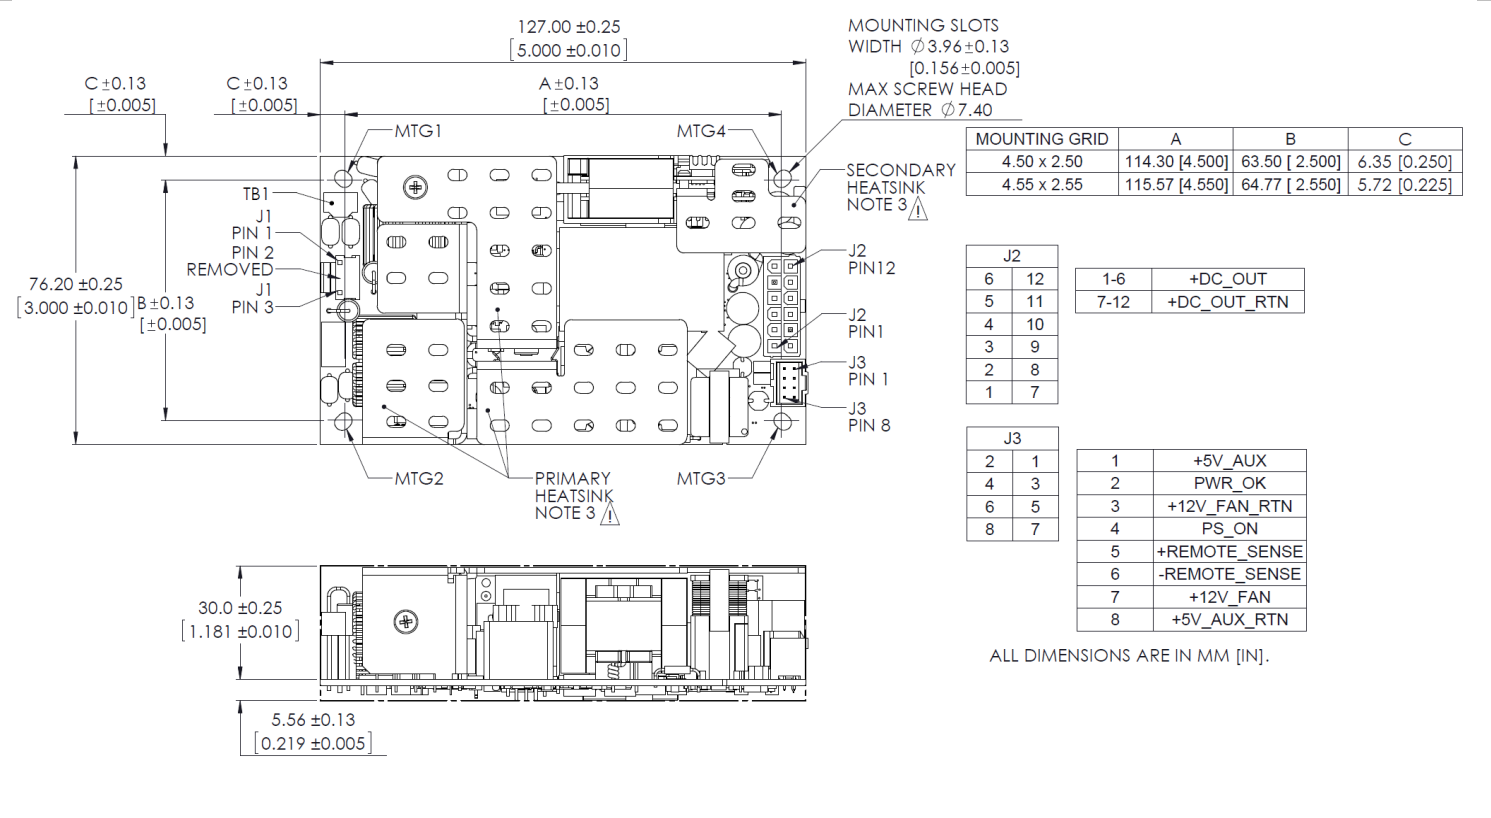 127.00 ±0.25
[5.000 ±0.010]
MOUNTING SLOTS
WIDTH ∅3.96±0.13
[0.156±0.005]
MAX SCREW HEAD
DIAMETER ∅7.40
C±0.13
[±0.005]
C±0.13
[±0.005]
A±0.13
[±0.005]
MTG1
MTG4
MOUNTING GRID A B C
4.50 x 2.50 114.30 [4.500] 63.50 [ 2.500] 6.35 [0.250]
4.55 x 2.55 115.57 [4.550] 64.77 [ 2.550] 5.72 [0.225]
SECONDARY
HEATSINK
NOTE 3 !
TB1
J1
PIN 1
PIN 2
REMOVED
J1
PIN 3
76.20 ±0.25
[3.000 ±0.010]
B±0.13
[±0.005]
J2
PIN12
J2
PIN1
J3
PIN 1
J3
PIN 8
MTG2
PRIMARY
HEATSINK
NOTE 3 !
MTG3
J2
6 12
5 11
4 10
3 9
2 8
1 7
1-6 +DC_OUT
7-12 +DC_OUT_RTN
J3
2 1
4 3
6 5
8 7
1 +5V_AUX
2 PWR_OK
3 +12V_FAN_RTN
4 PS_ON
5 +REMOTE_SENSE
6 -REMOTE_SENSE
7 +12V_FAN
8 +5V_AUX_RTN
ALL DIMENSIONS ARE IN MM [IN].
30.0 ±0.25
[1.181 ±0.010]
5.56 ±0.13
[0.219 ±0.005]